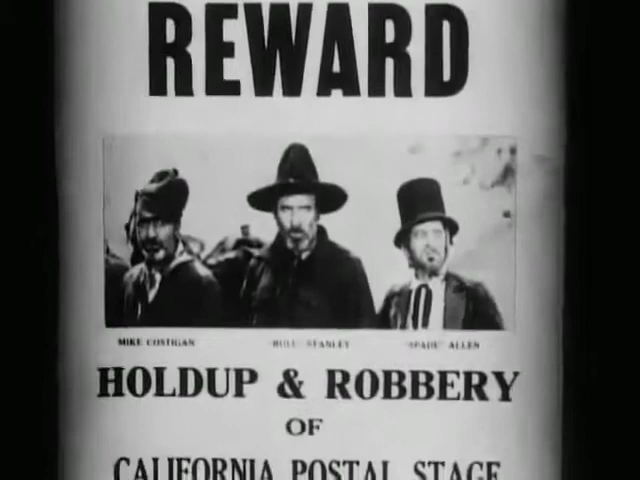 REWARD
MIKE COSTIGAN "BULL" STANLEY "SPADE" ALLEN
HOLDUP & ROBBERY
OF
CALIFORNIA POSTAL STAGE